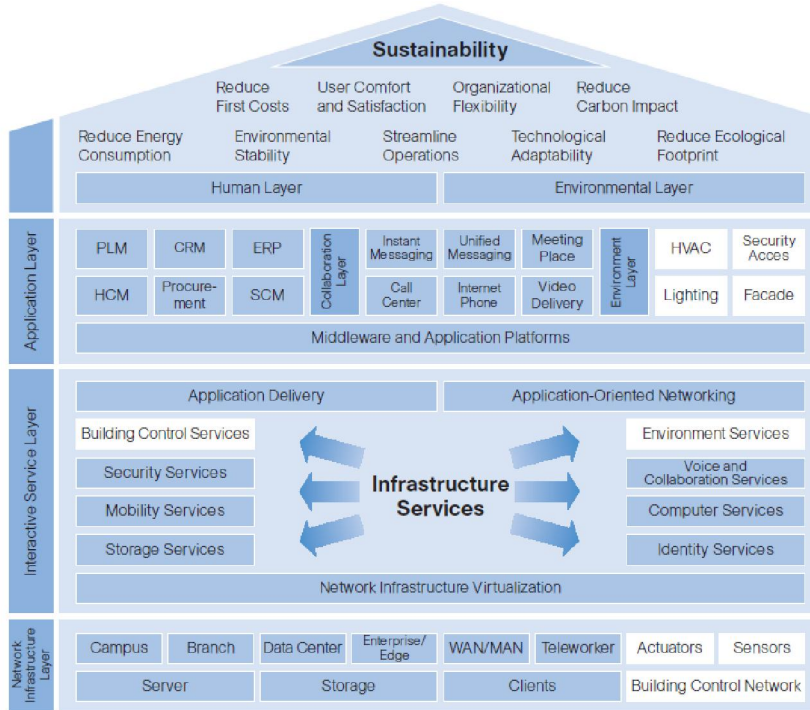 Sustainability
Reduce
First Costs
User Comfort
and Satisfaction
Organizational
Flexibility
Reduce
Carbon Impact
Reduce Energy
Consumption
Environmental
Stability
Streamline
Operations
Technological
Adaptability
Reduce Ecological
Footprint
Human Layer
Environmental Layer
Application Layer
PLM
CRM
ERP
HCM
Procure-
ment
SCM
Collaboration
Layer
Instant
Messaging
Unified
Messaging
Meeting
Place
Call
Center
Internet
Phone
Video
Delivery
Environment
Layer
HVAC
Security
Acces
Lighting
Facade
Middleware and Application Platforms
Interactive Service Layer
Application Delivery
Application-Oriented Networking
Building Control Services
Security Services
Mobility Services
Storage Services
Infrastructure
Services
Environment Services
Voice and
Collaboration Services
Computer Services
Identity Services
Network Infrastructure Virtualization
Network
Infrastructure
Layer
Campus
Branch
Data Center
Enterprise/
Edge
WAN/MAN
Teleworker
Actuators
Sensors
Server
Storage
Clients
Building Control Network